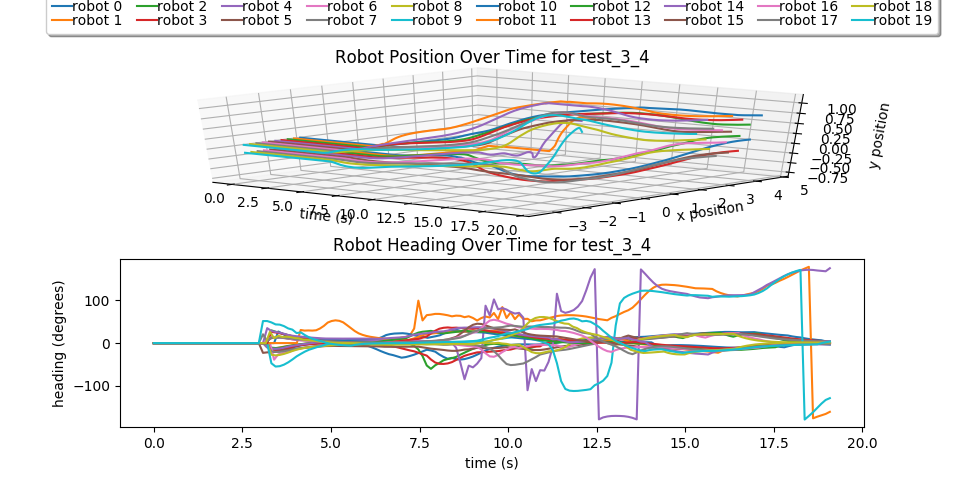 robot 0 robot 2 robot 4 robot 6 robot 8 robot 10 robot 12 robot 14 robot 16 robot 18
robot 1 robot 3 robot 5 robot 7 robot 9 robot 11 robot 13 robot 15 robot 17 robot 19
Robot Position Over Time for test_3_4
1.00
0.75
0.50
0.25
0.00
−0.25
−0.50
−0.75
y position
0.0 2.5 5.0 7.5 10.0 12.5 15.0 17.5 20.0
time (s)
−3 −2 −1 0 1 2 3 4 5
x position
Robot Heading Over Time for test_3_4
100
0
−100
heading (degrees)
0.0 2.5 5.0 7.5 10.0 12.5 15.0 17.5 20.0
time (s)